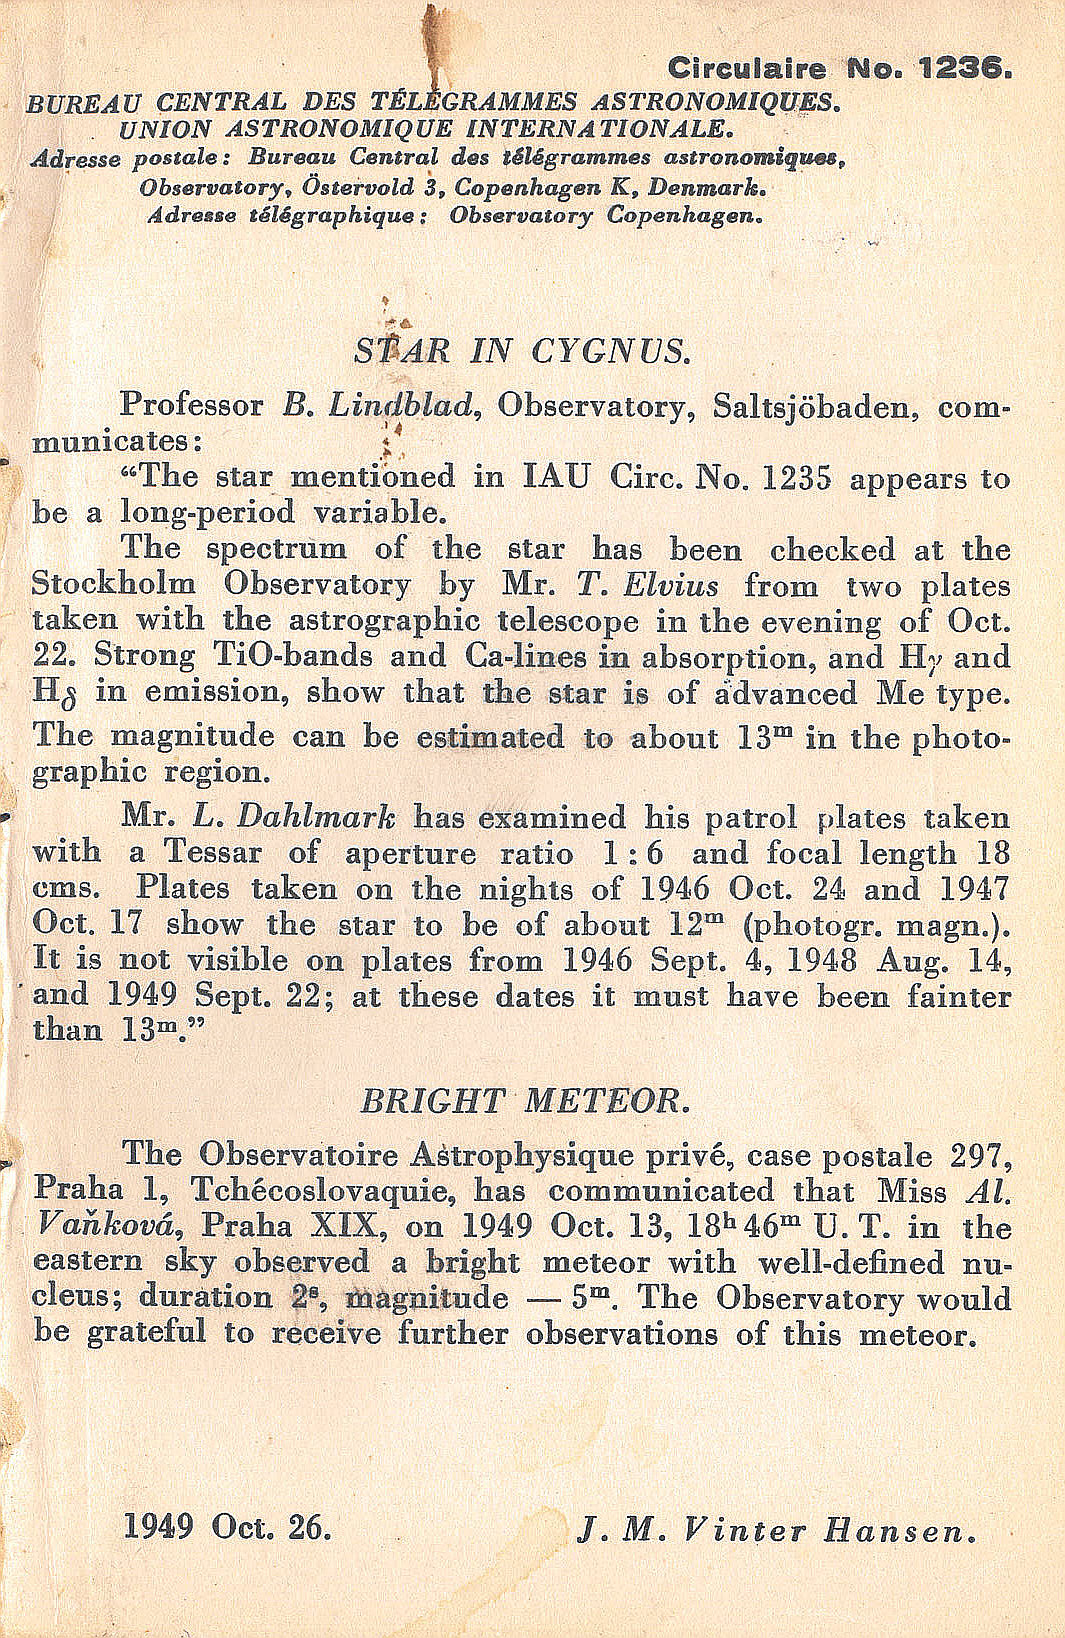 Circulaire No. 1236.
BUREAU CENTRAL DES TÉLÉGRAMMES ASTRONOMIQUES.
UNION ASTRONOMIQUE INTERNATIONALE.
Adresse postale: Bureau Central des télégrammes astronomiques,
Observatory, Östervold 3, Copenhagen K, Denmark.
Adresse télégraphique: Observatory Copenhagen.
STAR IN CYGNUS.
Professor B. Lindblad, Observatory, Saltsjöbaden, com-
municates:
“The star mentioned in IAU Circ. No. 1235 appears to
be a long-period variable.
The spectrum of the star has been checked at the
Stockholm Observatory by Mr. T. Elvius from two plates
taken with the astrographic telescope in the evening of Oct.
22. Strong TiO-bands and Ca-lines in absorption, and Hγ and
Hδ in emission, show that the star is of advanced Me type.
The magnitude can be estimated to about 13ᵐ in the photo-
graphic region.
Mr. L. Dahlmark has examined his patrol plates taken
with a Tessar of aperture ratio 1:6 and focal length 18
cms. Plates taken on the nights of 1946 Oct. 24 and 1947
Oct. 17 show the star to be of about 12ᵐ (photogr. magn.).
It is not visible on plates from 1946 Sept. 4, 1948 Aug. 14,
and 1949 Sept. 22; at these dates it must have been fainter
than 13ᵐ.”
BRIGHT METEOR.
The Observatoire Astrophysique privé, case postale 297,
Praha 1, Tchécoslovaquie, has communicated that Miss Al.
Vaňková, Praha XIX, on 1949 Oct. 13, 18ʰ46ᵐ U. T. in the
eastern sky observed a bright meteor with well-defined nu-
cleus; duration 2ˢ, magnitude — 5ᵐ. The Observatory would
be grateful to receive further observations of this meteor.
1949 Oct. 26. J. M. Vinter Hansen.